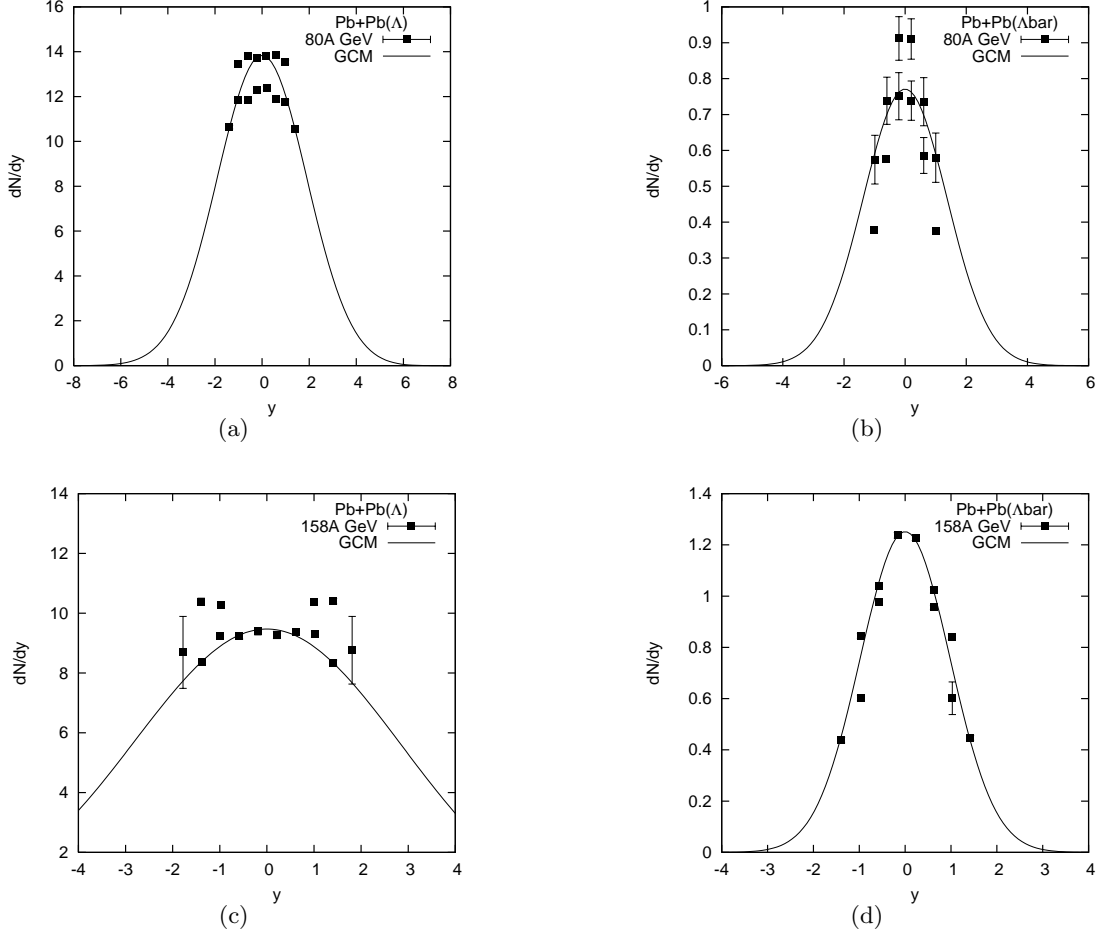 Pb+Pb(Λ)
80A GeV
GCM
dN/dy
16
14
12
10
8
6
4
2
0
-8 -6 -4 -2 0 2 4 6 8
y
(a)
Pb+Pb(Λbar)
80A GeV
GCM
dN/dy
1
0.9
0.8
0.7
0.6
0.5
0.4
0.3
0.2
0.1
0
-6 -4 -2 0 2 4 6
y
(b)
Pb+Pb(Λ)
158A GeV
GCM
dN/dy
14
12
10
8
6
4
2
-4 -3 -2 -1 0 1 2 3 4
y
(c)
Pb+Pb(Λbar)
158A GeV
GCM
dN/dy
1.4
1.2
1
0.8
0.6
0.4
0.2
0
-4 -3 -2 -1 0 1 2 3 4
y
(d)